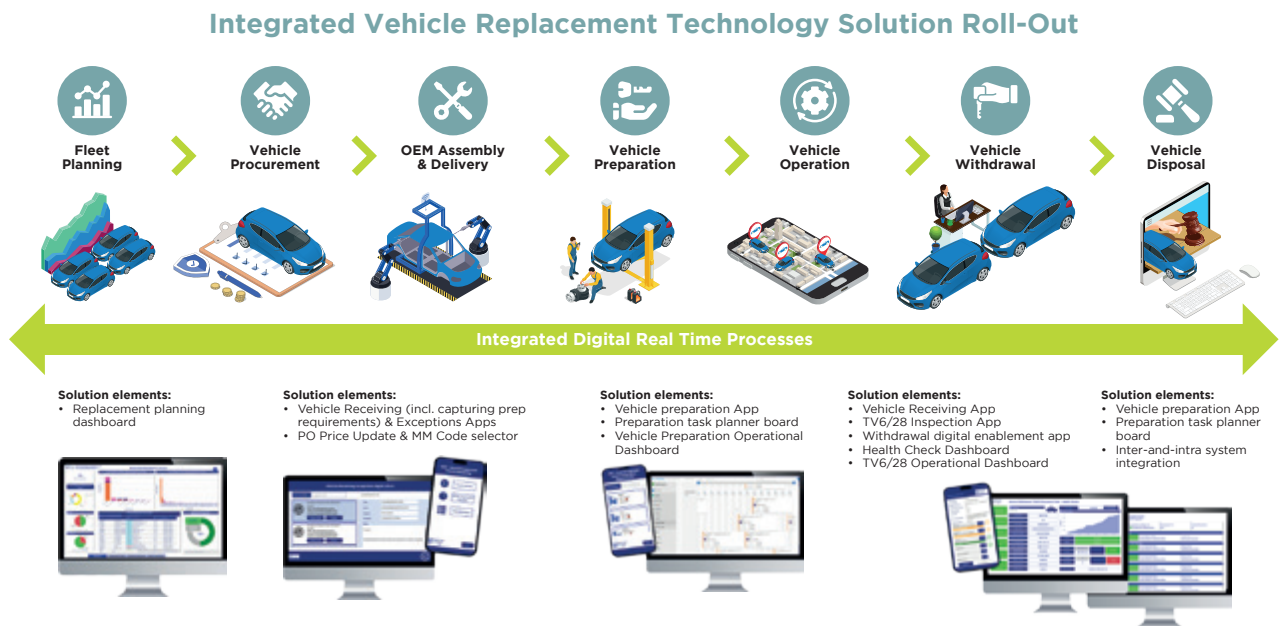 Integrated Vehicle Replacement Technology Solution Roll-Out
Fleet
Planning
Vehicle
Procurement
OEM Assembly
& Delivery
Vehicle
Preparation
Vehicle
Operation
Vehicle
Withdrawal
Vehicle
Disposal
Integrated Digital Real Time Processes
Solution elements:
• Replacement planning
dashboard
Solution elements:
• Vehicle Receiving (incl. capturing prep
requirements) & Exceptions Apps
• PO Price Update & MM Code selector
Solution elements:
• Vehicle preparation App
• Preparation task planner board
• Vehicle Preparation Operational
Dashboard
Solution elements:
• Vehicle Receiving App
• TV6/28 Inspection App
• Withdrawal digital enablement app
• Health Check Dashboard
• TV6/28 Operational Dashboard
Solution elements:
• Vehicle preparation App
• Preparation task planner
board
• Inter-and-intra system
integration